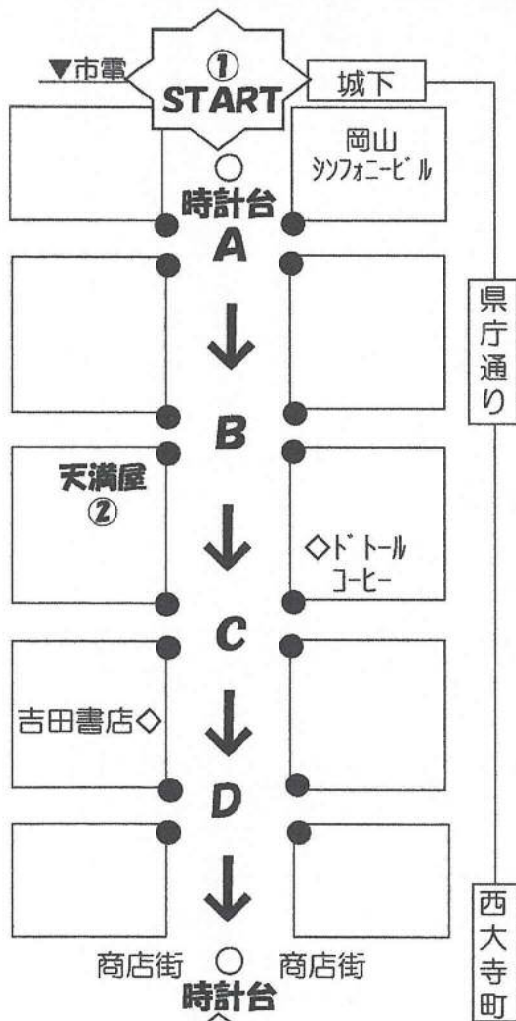 ▼市電
①
START
城下
岡山
シンフォニービル
時計台
A
県庁通り
B
天満屋
②
◇ドトール
コーヒー
C
吉田書店◇
D
西大寺町
商店街
商店街
時計台